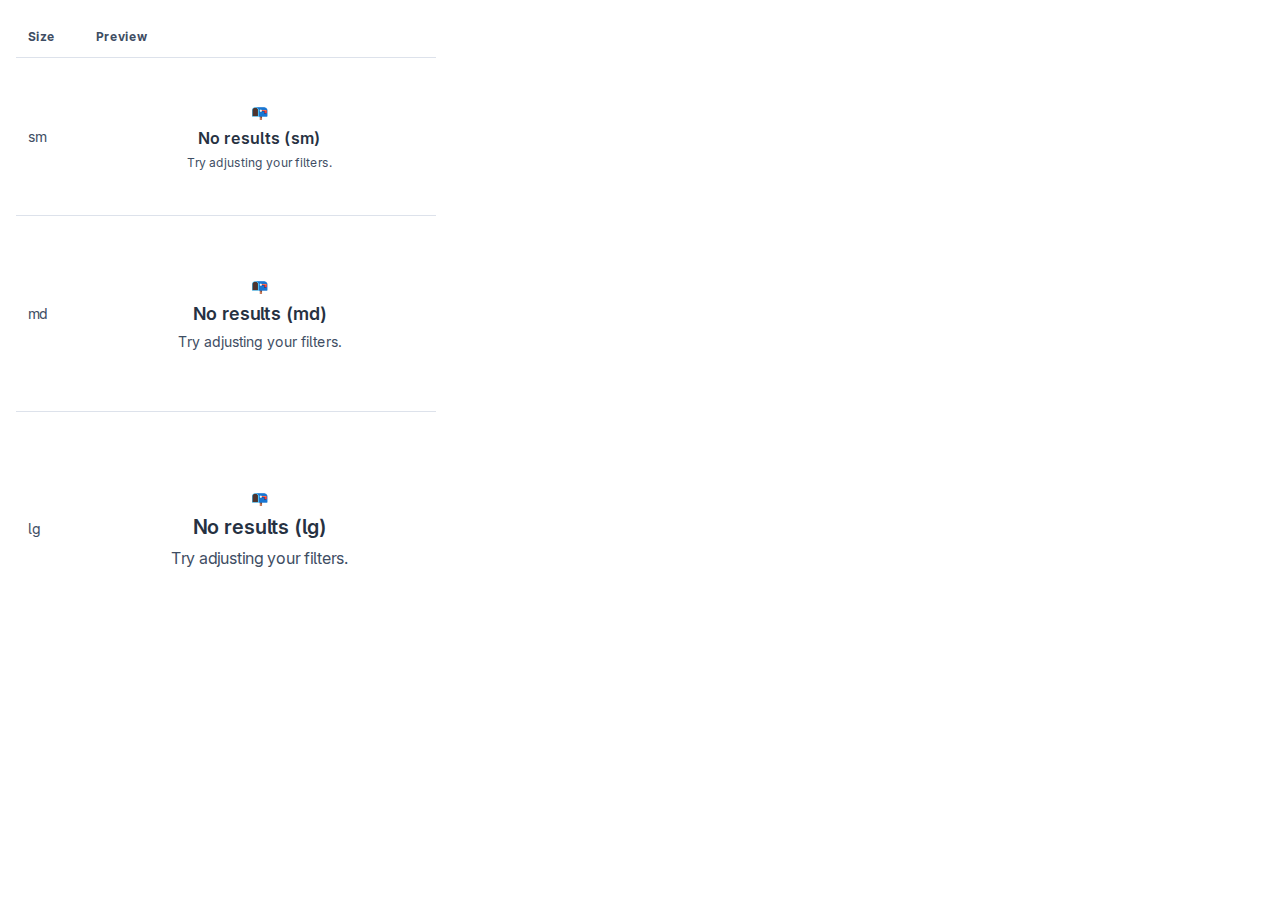 Size Preview
sm
No results (sm)
Try adjusting your filters.
md
No results (md)
Try adjusting your filters.
lg
No results (lg)
Try adjusting your filters.